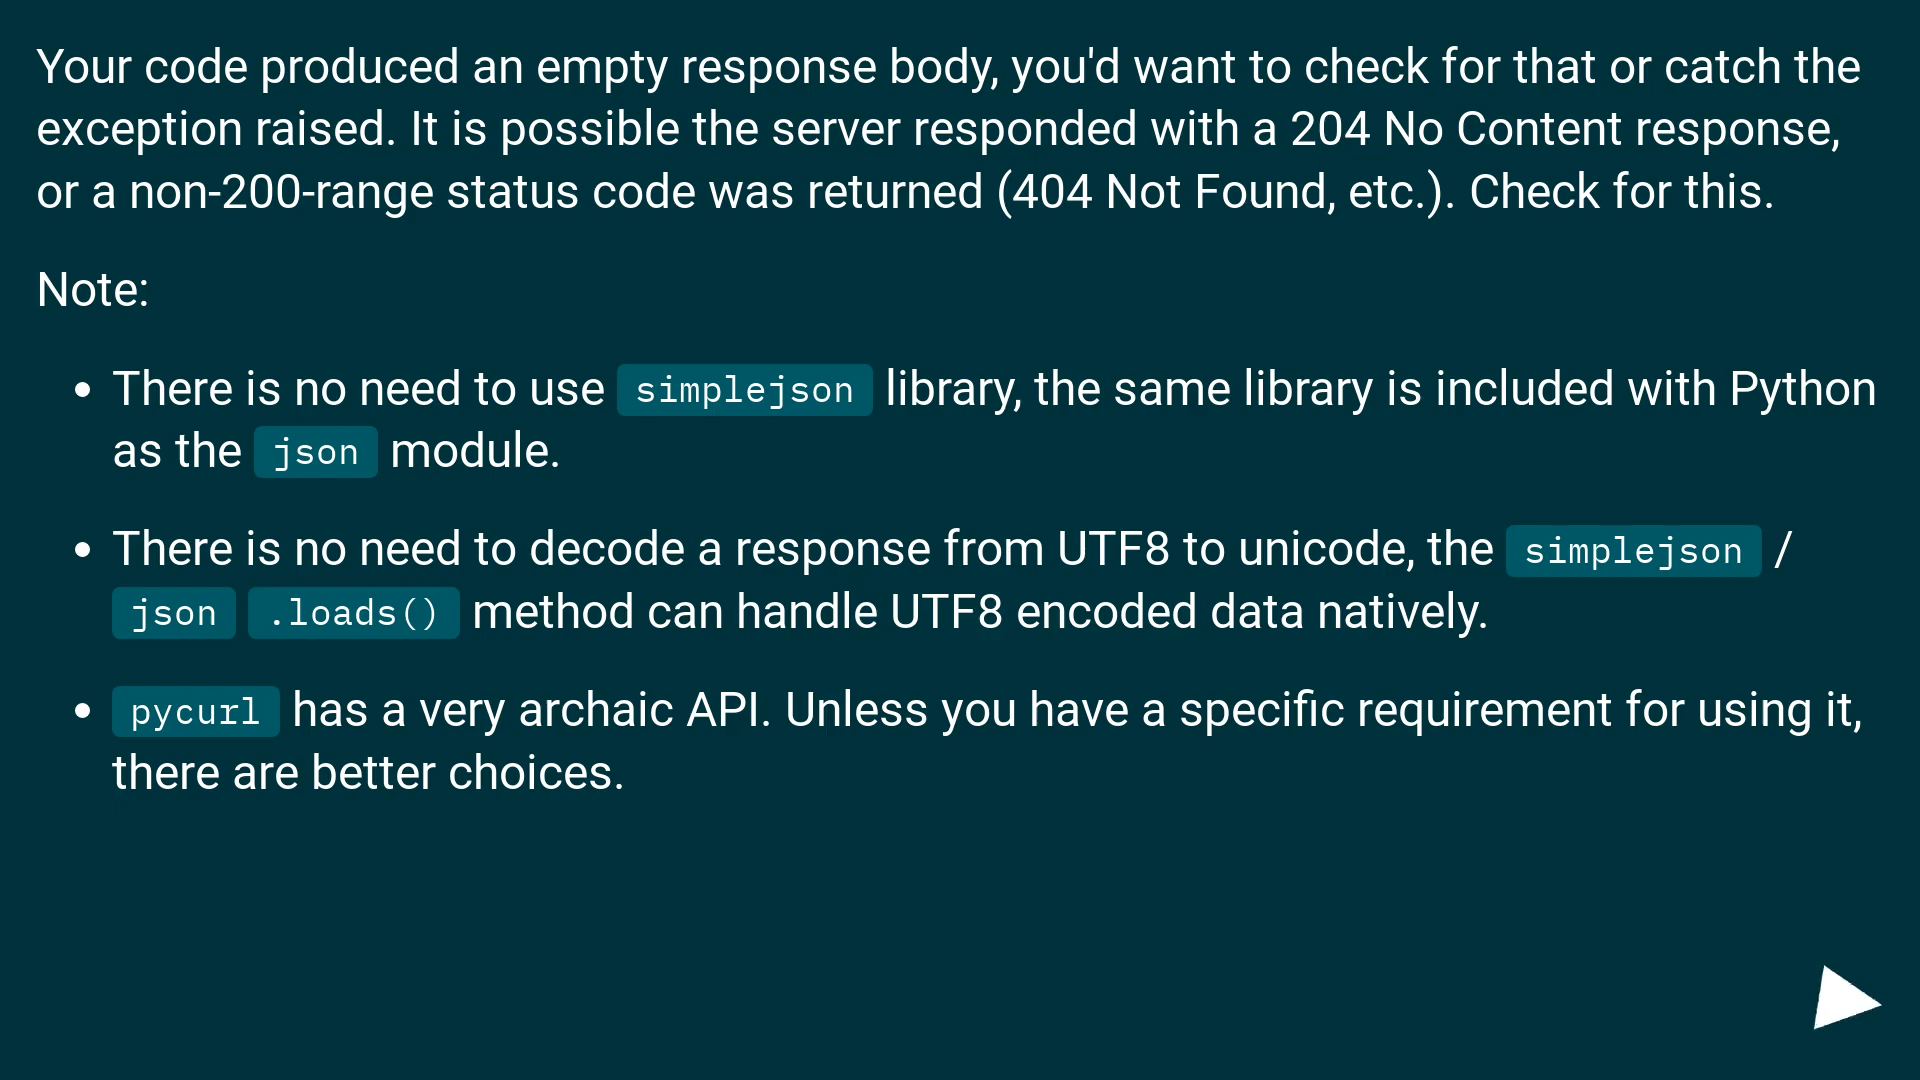 Your code produced an empty response body, you'd want to check for that or catch the
exception raised. It is possible the server responded with a 204 No Content response,
or a non-200-range status code was returned (404 Not Found, etc.). Check for this.
Note:
• There is no need to use simplejson library, the same library is included with Python
as the json module.
• There is no need to decode a response from UTF8 to unicode, the simplejson /
json .loads() method can handle UTF8 encoded data natively.
• pycurl has a very archaic API. Unless you have a specific requirement for using it,
there are better choices.